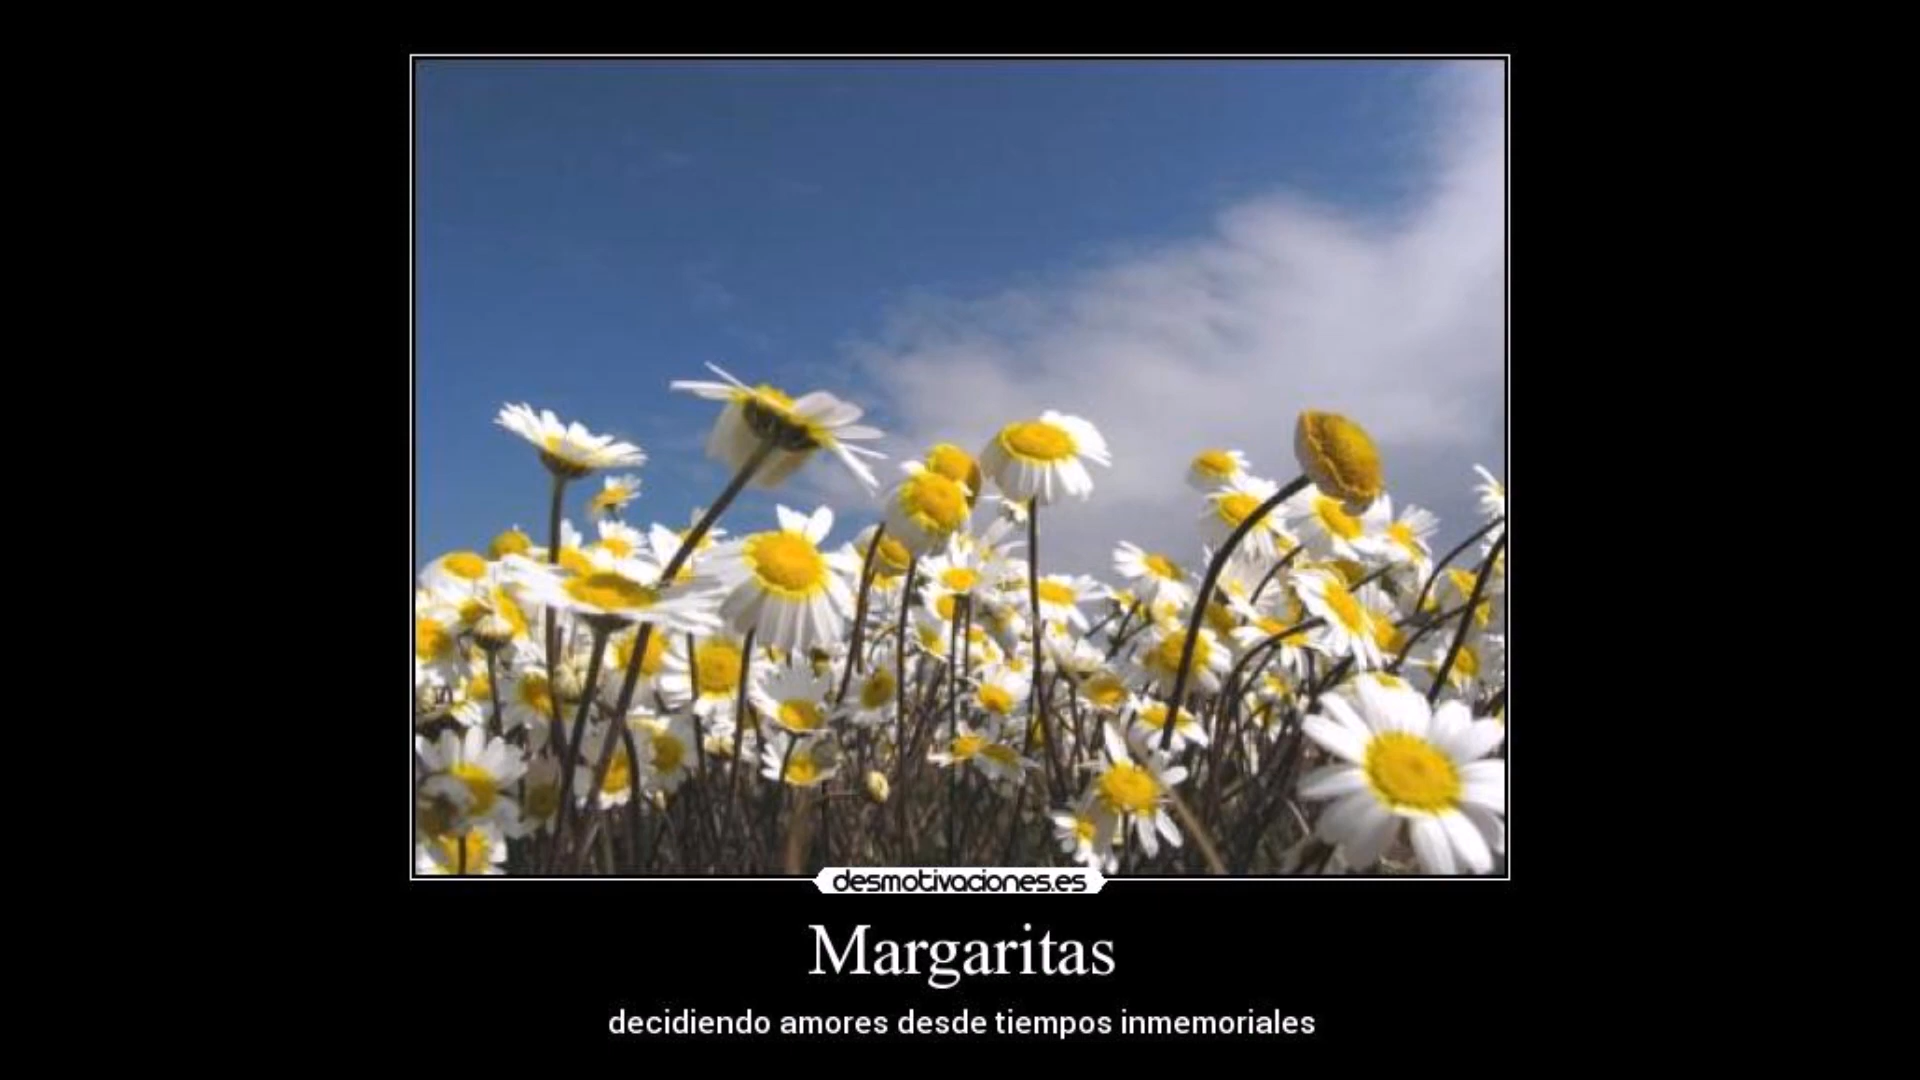 desmotivaciones.es
Margaritas
decidiendo amores desde tiempos inmemoriales